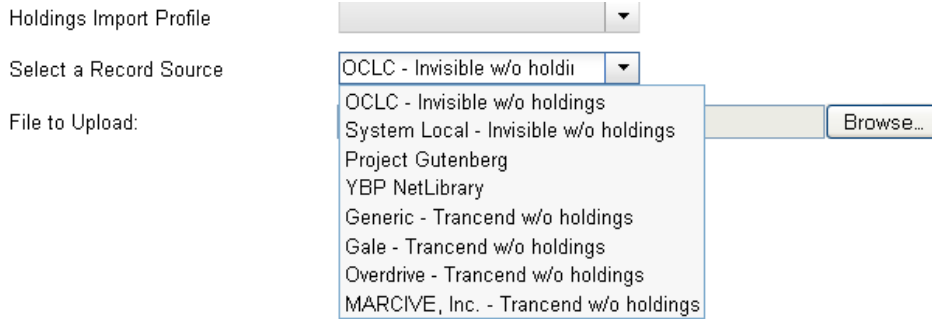 Holdings Import Profile
Select a Record Source
OCLC - Invisible w/o holdi
OCLC - Invisible w/o holdings
System Local - Invisible w/o holdings
File to Upload:
Browse...
Project Gutenberg
YBP NetLibrary
Generic - Trancend w/o holdings
Gale - Trancend w/o holdings
Overdrive - Trancend w/o holdings
MARCIVE, Inc. - Trancend w/o holdings